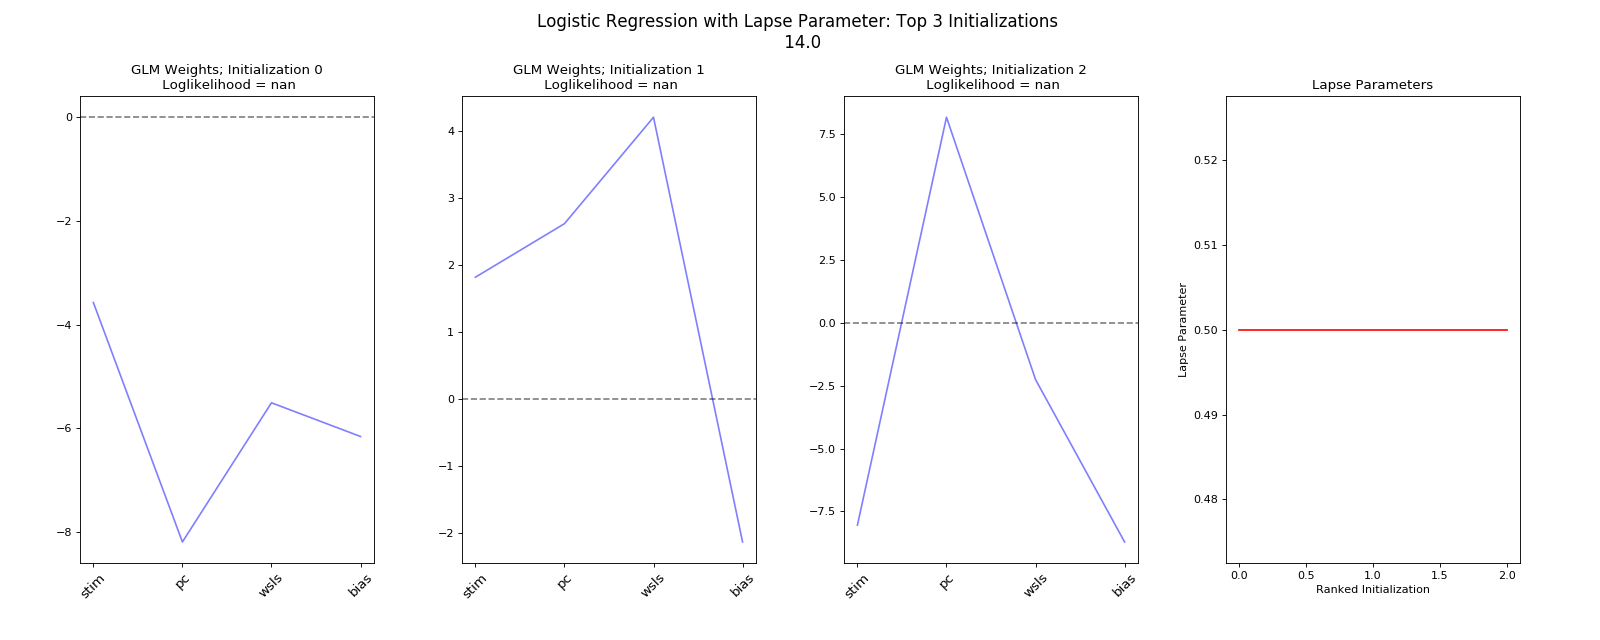 Logistic Regression with Lapse Parameter: Top 3 Initializations
14.0
GLM Weights; Initialization 0
Loglikelihood = nan
0
−2
−4
−6
−8
stim
pc
wsls
bias
GLM Weights; Initialization 1
Loglikelihood = nan
4
3
2
1
0
−1
−2
stim
pc
wsls
bias
GLM Weights; Initialization 2
Loglikelihood = nan
7.5
5.0
2.5
0.0
−2.5
−5.0
−7.5
stim
pc
wsls
bias
Lapse Parameters
Lapse Parameter
0.52
0.51
0.50
0.49
0.48
0.0 0.5 1.0 1.5 2.0
Ranked Initialization